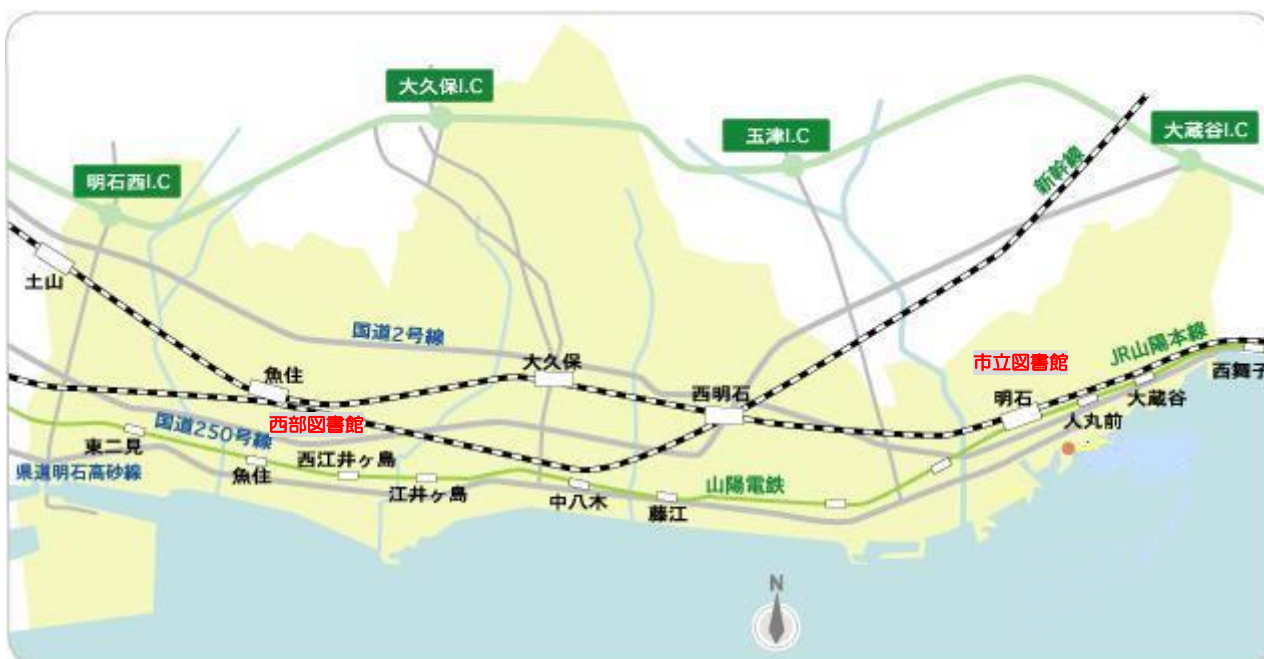 大久保I.C
玉津I.C
大蔵谷I.C
明石西I.C
新幹線
土山
国道2号線
大久保
魚住
西明石
市立図書館
JR山陽本線
西舞子
明石
大蔵谷
人丸前
西部図書館
国道250号線
東二見
県道明石高砂線
魚住
西江井ヶ島
江井ヶ島
中八木
藤江
山陽電鉄
N